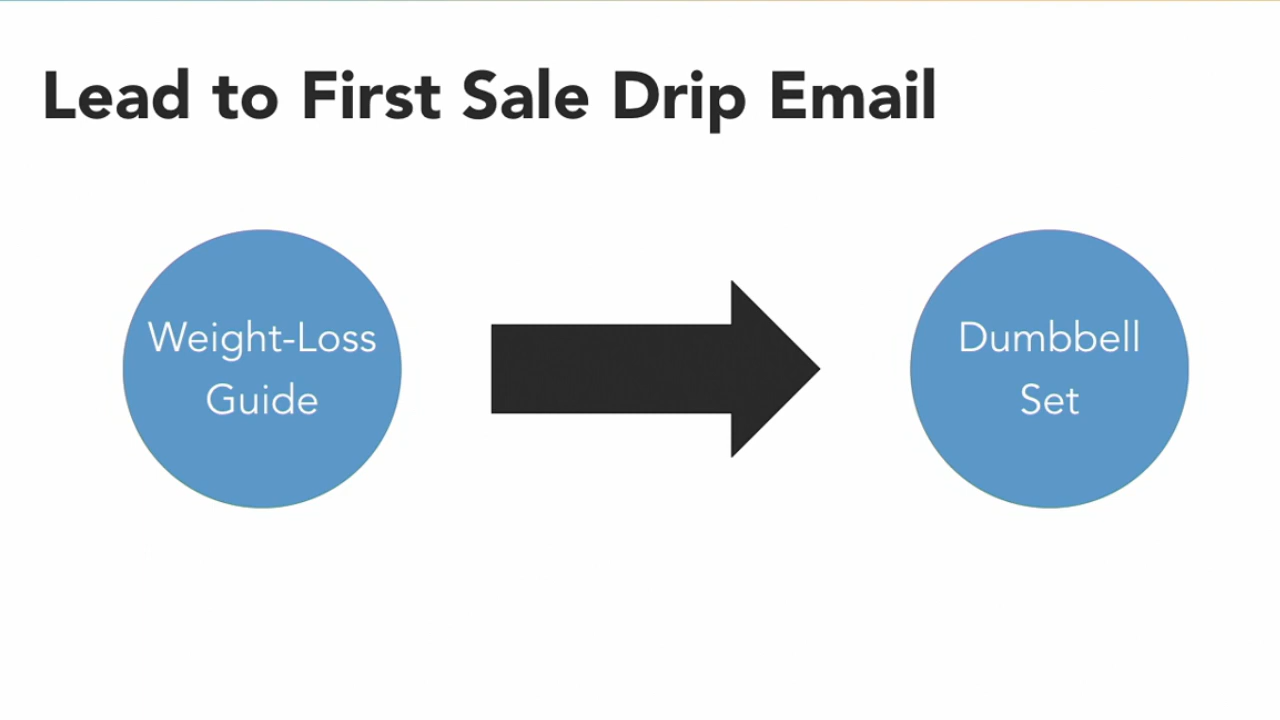 Lead to First Sale Drip Email
Weight-Loss
Guide
Dumbbell
Set